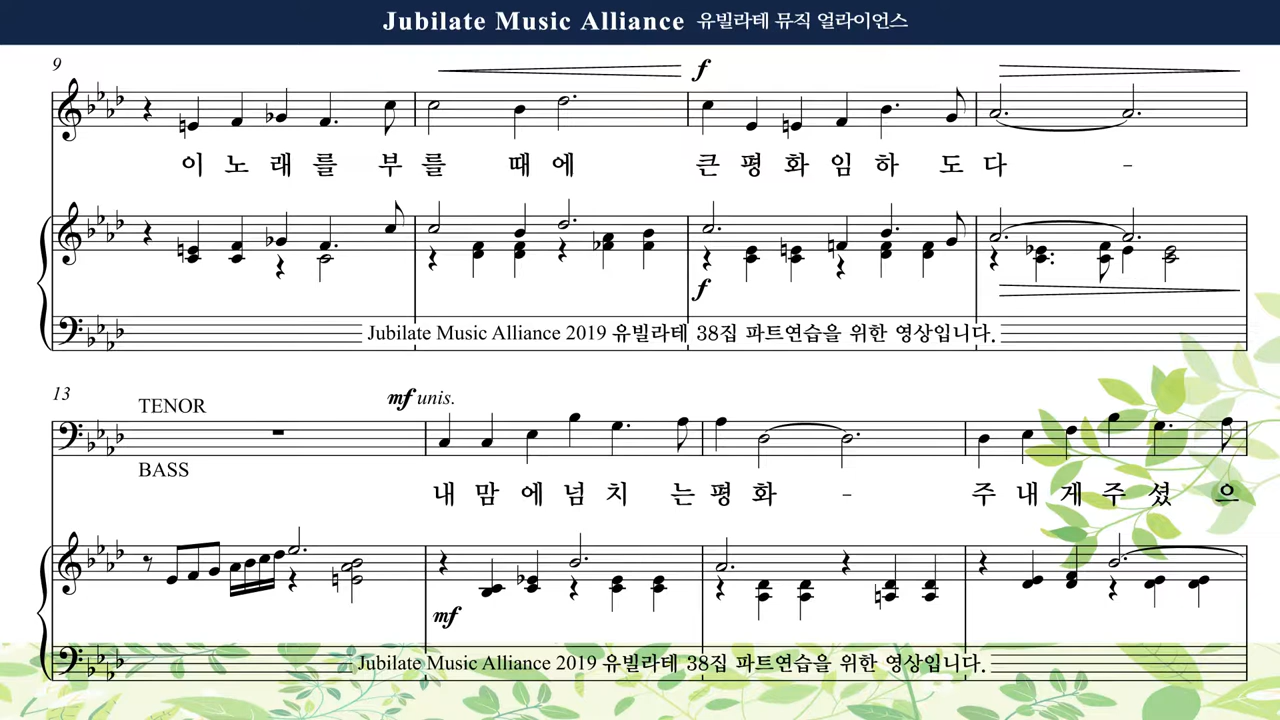 Jubilate Music Alliance 유빌라테 뮤직 얼라이언스
9
f
이 노 래 를 부 를 때 에 큰 평 화 임 하 도 다 -
f
Jubilate Music Alliance 2019 유빌라테 38집 파트연습을 위한 영상입니다.
13
TENOR
mf unis.
BASS
내 맘 에 넘 치 는 평 화 - 주 내 게 주 셨 으
mf
Jubilate Music Alliance 2019 유빌라테 38집 파트연습을 위한 영상입니다.